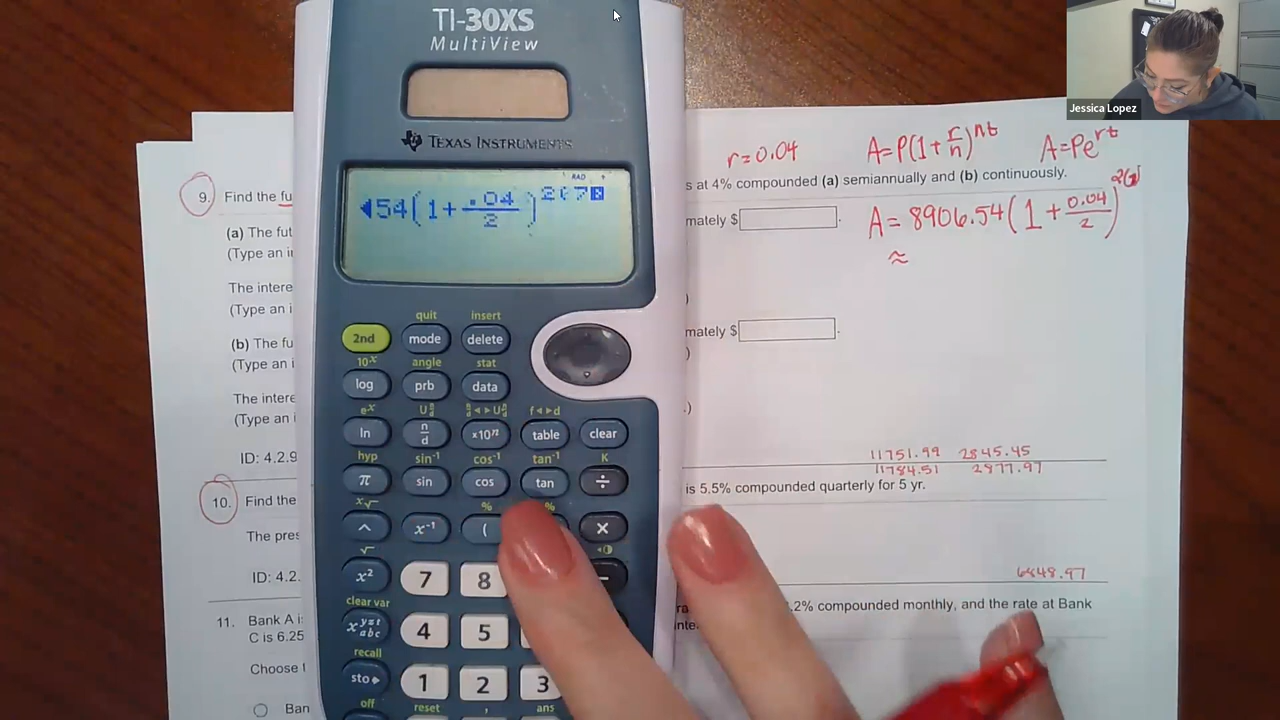 TI-30XS
MultiView
Jessica Lopez
TEXAS INSTRUMENTS
RAD
54(1+.04/2)^2(7
r=0.04
A=P(1+r/n)^nt
A=Pe^rt
9. Find the fu
s at 4% compounded (a) semiannually and (b) continuously.
(a) The fut
mately $
.
A = 8906.54(1+0.04/2)
≈
(Type an i
The interes
(Type an i
)
(b) The fu
mately $
.
(Type an i
)
The intere
(Type an i
.)
11751.99 2845.45
ID: 4.2.9
11784.51 2877.97
10. Find the
is 5.5% compounded quarterly for 5 yr.
The pres
ID: 4.2.
6848.97
11. Bank A i
.2% compounded monthly, and the rate at Bank
C is 6.25
Choose t
Ban
quit insert
2nd mode delete
10^x angle stat
log prb data
e^x U n/d n/d◄►U n/d f◄►d
ln n/d ×10^n table clear
hyp sin⁻¹ cos⁻¹ tan⁻¹ K
π sin cos tan ÷
x√ % %
^ x⁻¹ ( ×
√
x² 7 8 −
clear var
x yzt abc 4 5
recall
sto► 1 2 3
off reset , ans